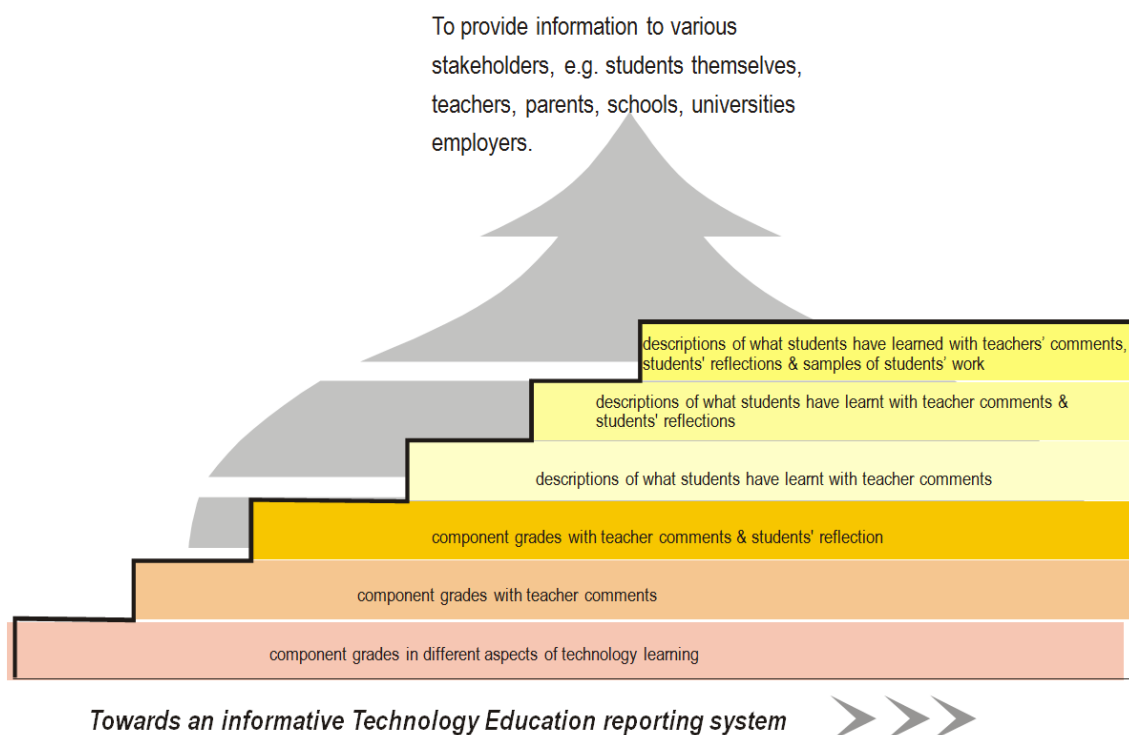 To provide information to various
stakeholders, e.g. students themselves,
teachers, parents, schools, universities
employers.
descriptions of what students have learned with teachers’ comments,
students' reflections & samples of students’ work
descriptions of what students have learnt with teacher comments &
students' reflections
descriptions of what students have learnt with teacher comments
component grades with teacher comments & students' reflection
component grades with teacher comments
component grades in different aspects of technology learning
Towards an informative Technology Education reporting system